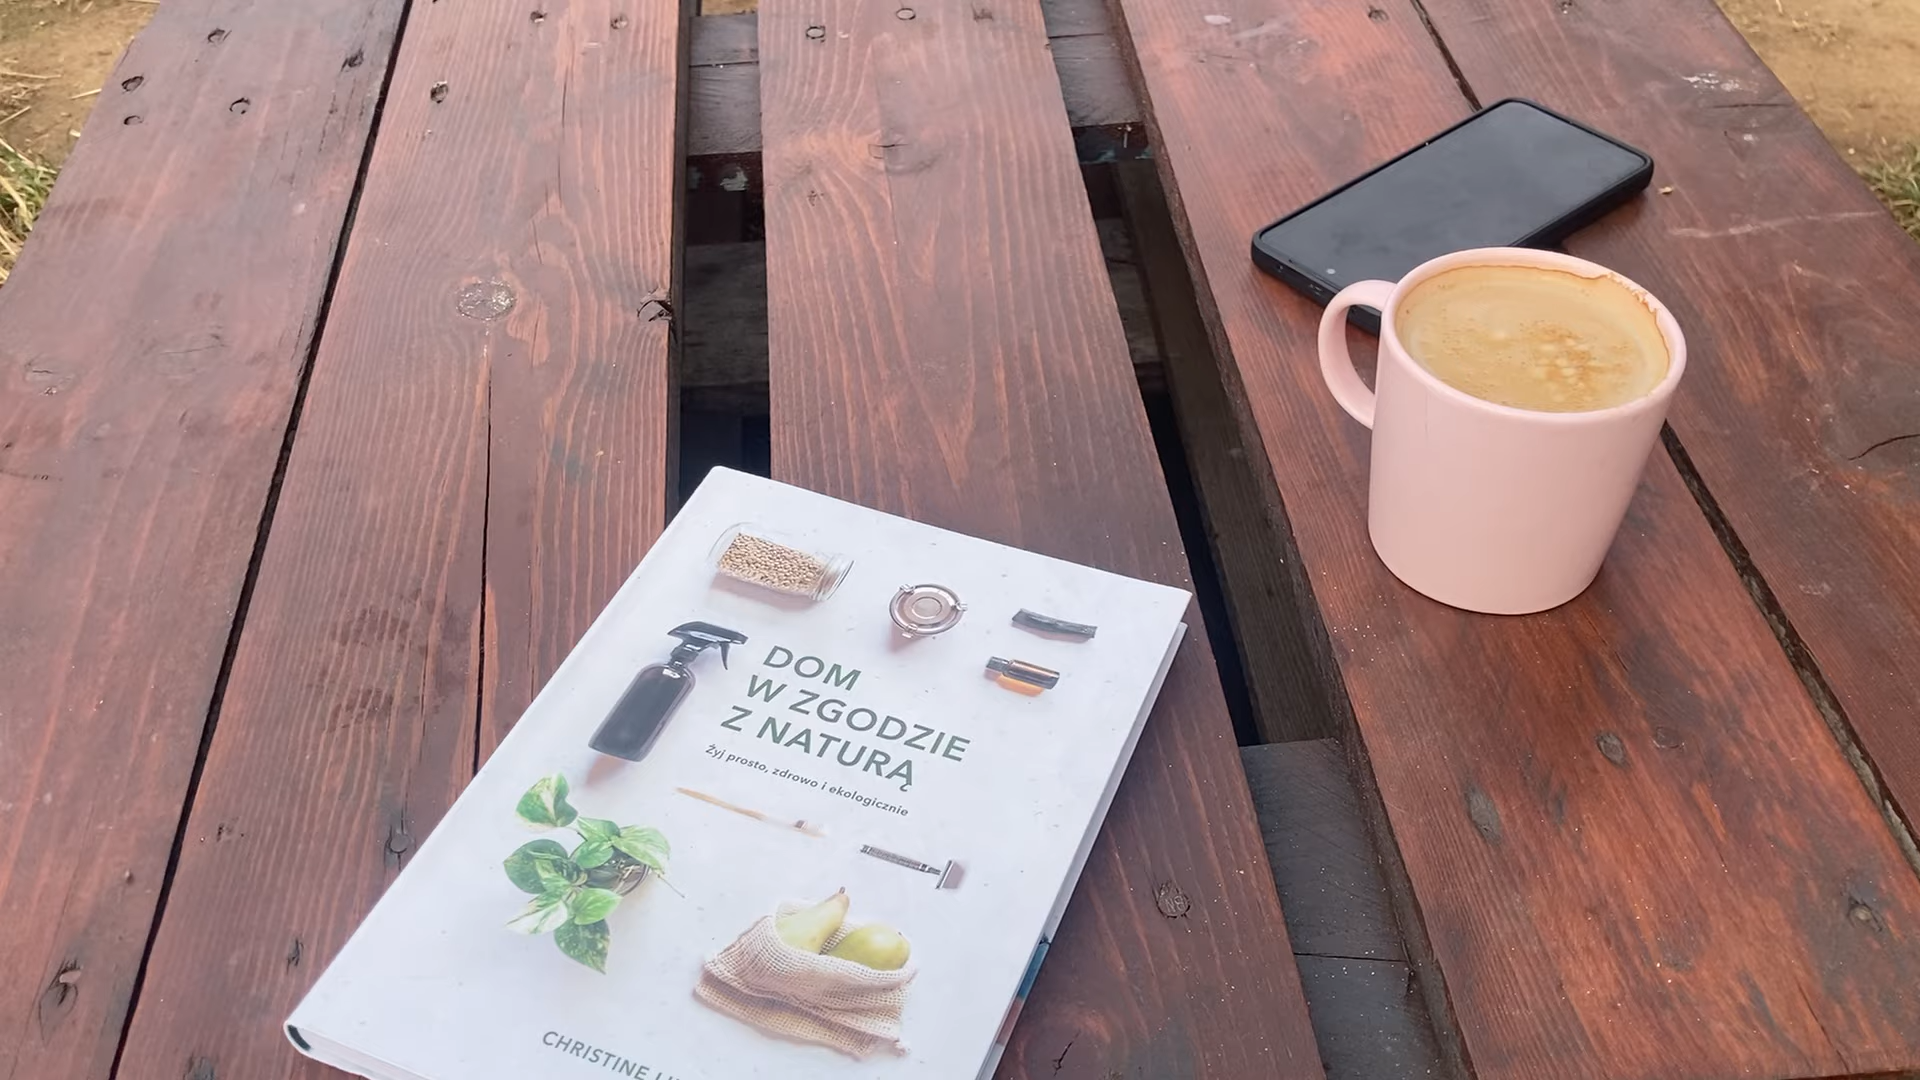 DOM
W ZGODZIE
Z NATURĄ
Żyj prosto, zdrowo i ekologicznie
CHRISTINE